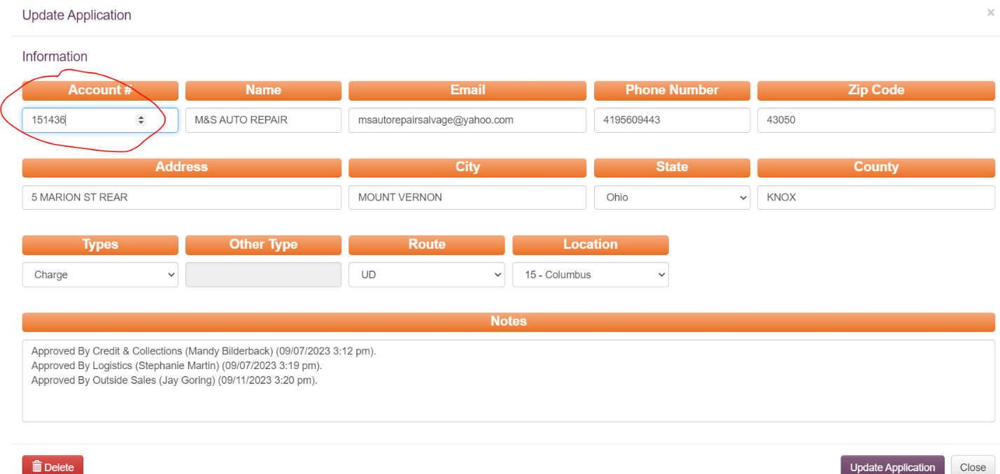 Update Application
×
Information
Account # Name Email Phone Number Zip Code
151436 M&S AUTO REPAIR msautorepairsalvage@yahoo.com 4195609443 43050
Address City State County
5 MARION ST REAR MOUNT VERNON Ohio KNOX
Types Other Type Route Location
Charge UD 15 - Columbus
Notes
Approved By Credit & Collections (Mandy Bilderback) (09/07/2023 3:12 pm).
Approved By Logistics (Stephanie Martin) (09/07/2023 3:19 pm).
Approved By Outside Sales (Jay Goring) (09/11/2023 3:20 pm).
Delete Update Application Close